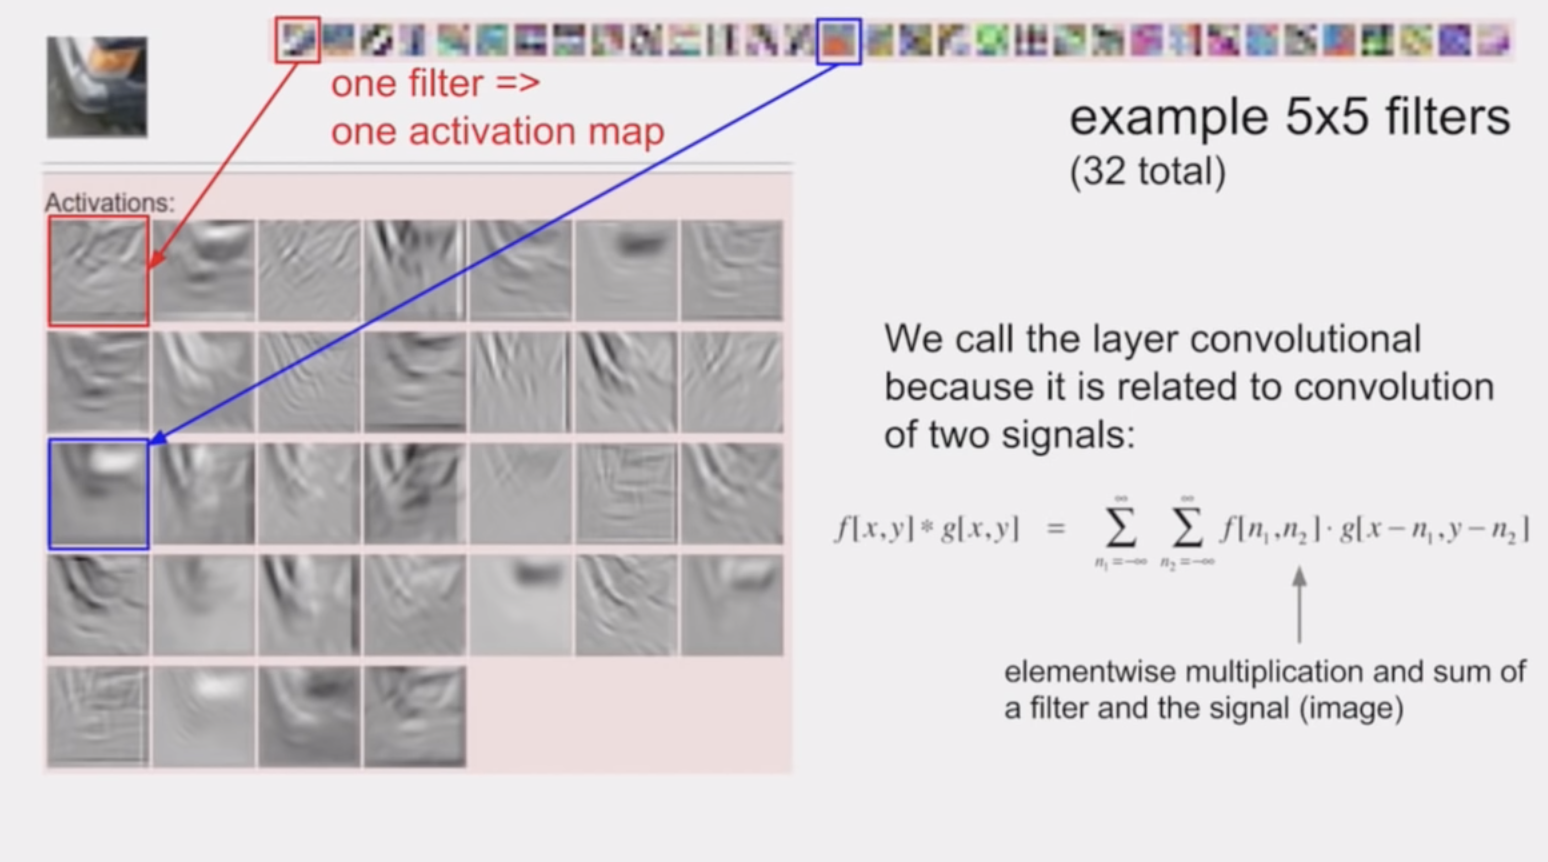 one filter =>
one activation map
example 5x5 filters
(32 total)
Activations:
We call the layer convolutional
because it is related to convolution
of two signals:
f[x,y] * g[x,y] = ∑_{n₁=−∞}^{∞} ∑_{n₂=−∞}^{∞} f[n₁,n₂] · g[x − n₁, y − n₂]
elementwise multiplication and sum of
a filter and the signal (image)